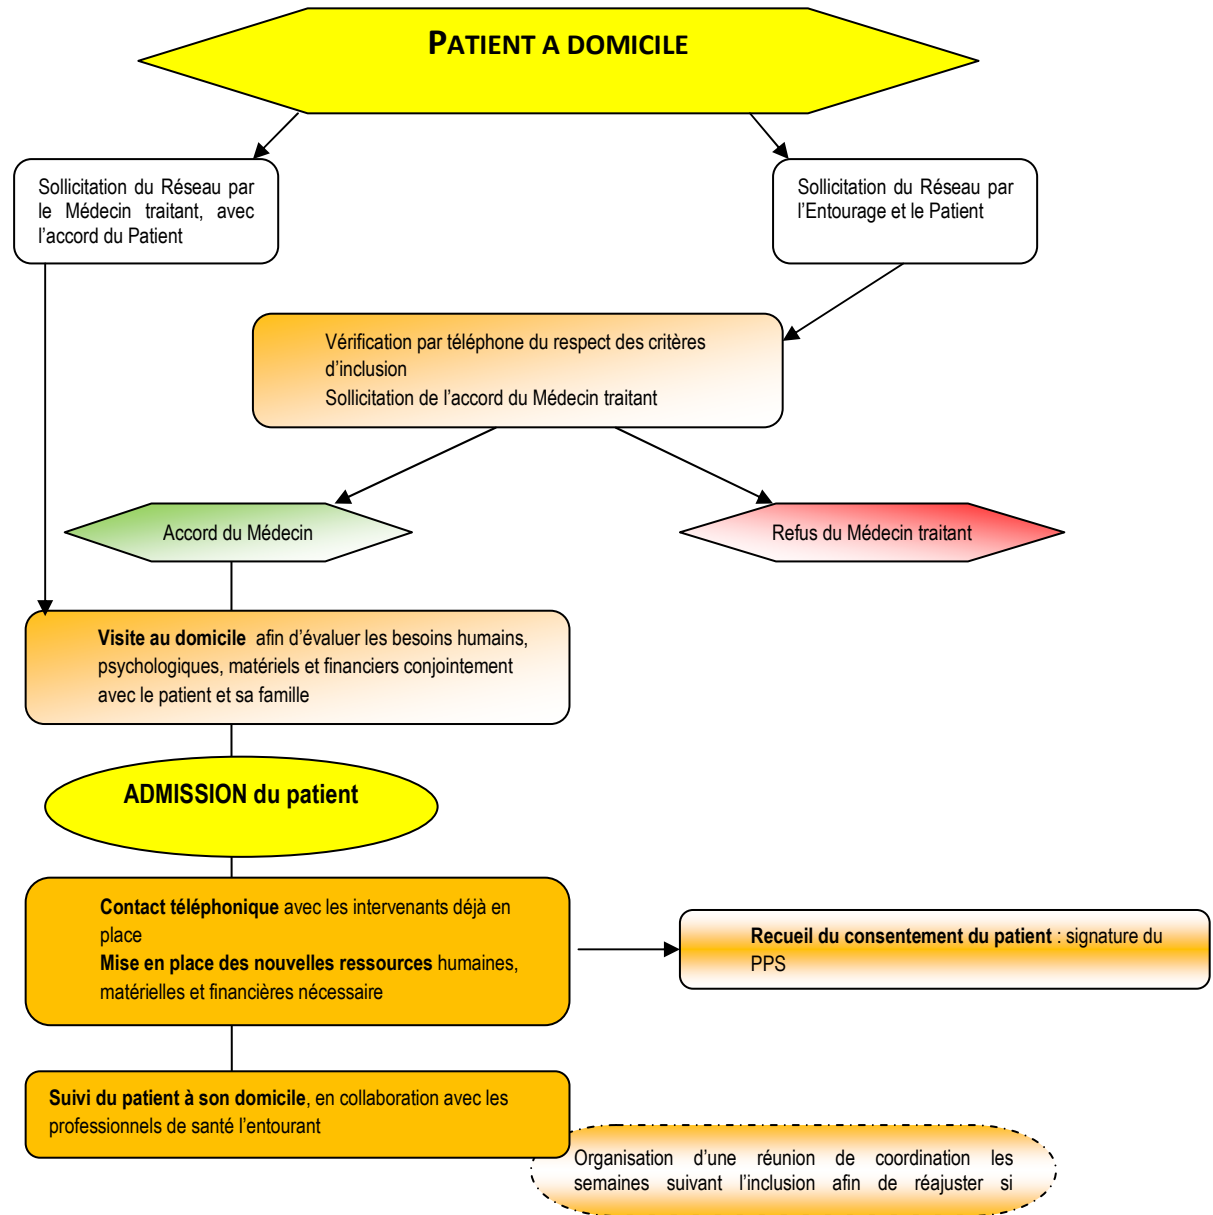 PATIENT A DOMICILE
Sollicitation du Réseau par
le Médecin traitant, avec
l'accord du Patient
Sollicitation du Réseau par
l'Entourage et le Patient
Vérification par téléphone du respect des critères
d'inclusion
Sollicitation de l'accord du Médecin traitant
Accord du Médecin
Refus du Médecin traitant
Visite au domicile afin d'évaluer les besoins humains,
psychologiques, matériels et financiers conjointement
avec le patient et sa famille
ADMISSION du patient
Contact téléphonique avec les intervenants déjà en
place
Mise en place des nouvelles ressources humaines,
matérielles et financières nécessaire
Recueil du consentement du patient : signature du
PPS
Suivi du patient à son domicile, en collaboration avec les
professionnels de santé l'entourant
Organisation d'une réunion de coordination les
semaines suivant l'inclusion afin de réajuster si